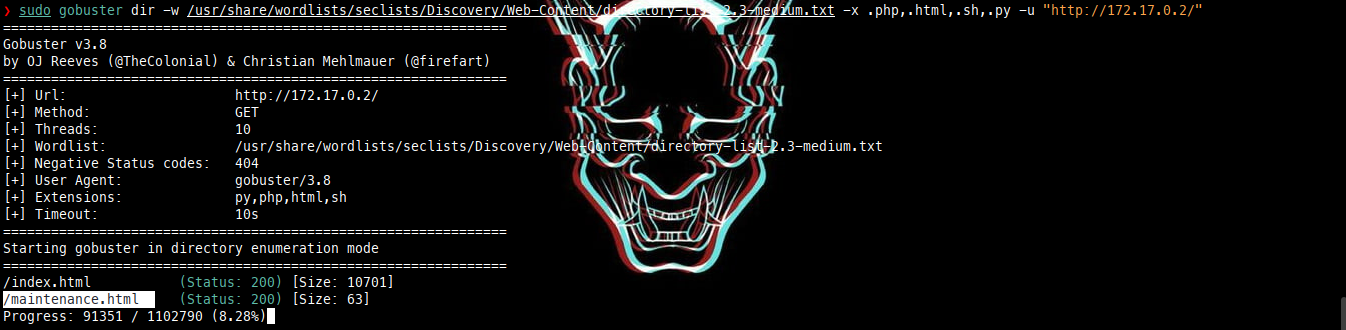 ❯ sudo gobuster dir -w /usr/share/wordlists/seclists/Discovery/Web-Content/directory-list-2.3-medium.txt -x .php,.html,.sh,.py -u "http://172.17.0.2/"
===============================================================
Gobuster v3.8
by OJ Reeves (@TheColonial) & Christian Mehlmauer (@firefart)
===============================================================
[+] Url:                     http://172.17.0.2/
[+] Method:                  GET
[+] Threads:                 10
[+] Wordlist:                /usr/share/wordlists/seclists/Discovery/Web-Content/directory-list-2.3-medium.txt
[+] Negative Status codes:   404
[+] User Agent:              gobuster/3.8
[+] Extensions:              py,php,html,sh
[+] Timeout:                 10s
===============================================================
Starting gobuster in directory enumeration mode
===============================================================
/index.html           (Status: 200) [Size: 10701]
/maintenance.html     (Status: 200) [Size: 63]
Progress: 91351 / 1102790 (8.28%)